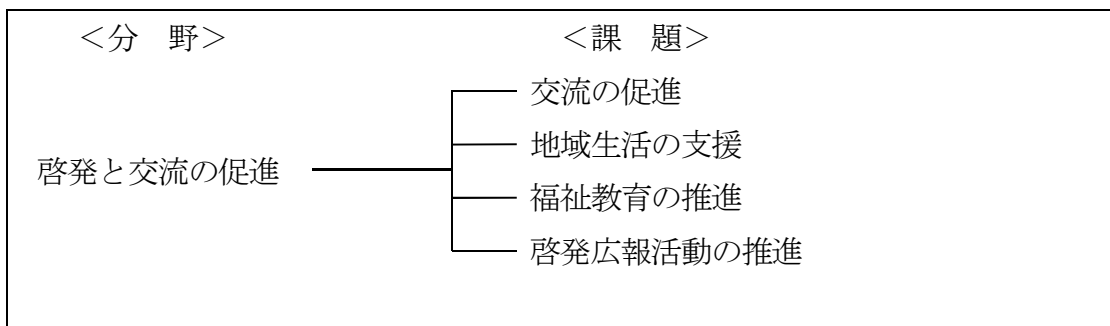 ＜分　野＞　＜課　題＞
交流の促進
地域生活の支援
啓発と交流の促進
福祉教育の推進
啓発広報活動の推進